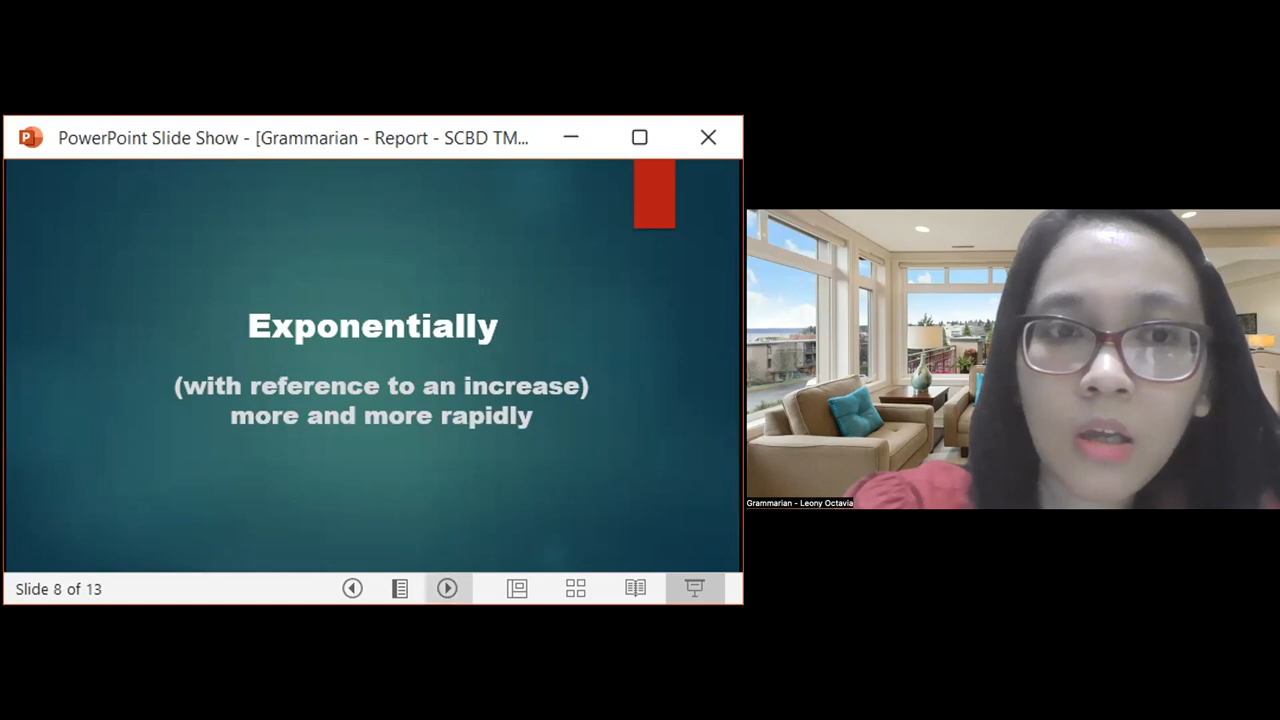 PowerPoint Slide Show - [Grammarian - Report - SCBD TM...
Exponentially
(with reference to an increase)
more and more rapidly
Slide 8 of 13
Grammarian - Leony Octavia